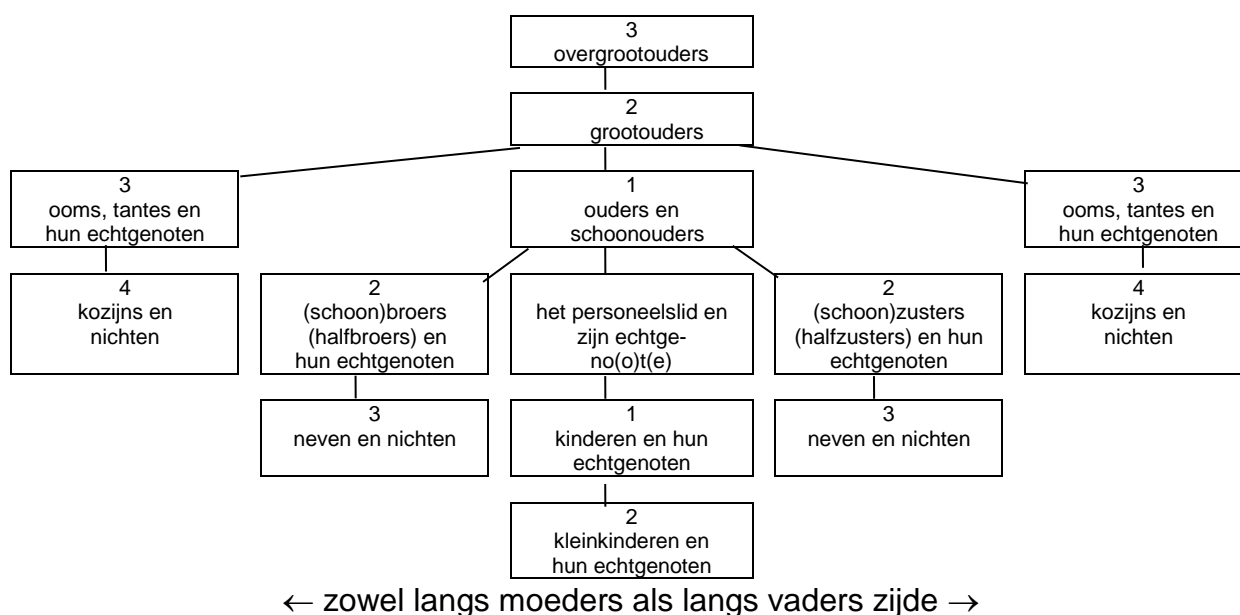 3
overgrootouders
2
grootouders
3
ooms, tantes en
hun echtgenoten
1
ouders en
schoonouders
3
ooms, tantes en
hun echtgenoten
4
kozijns en
nichten
2
(schoon)broers
(halfbroers) en
hun echtgenoten
het personeelslid en
zijn echtge-
no(o)t(e)
2
(schoon)zusters
(halfzusters) en hun
echtgenoten
4
kozijns en
nichten
3
neven en nichten
1
kinderen en hun
echtgenoten
3
neven en nichten
2
kleinkinderen en
hun echtgenoten
← zowel langs moeders als langs vaders zijde →